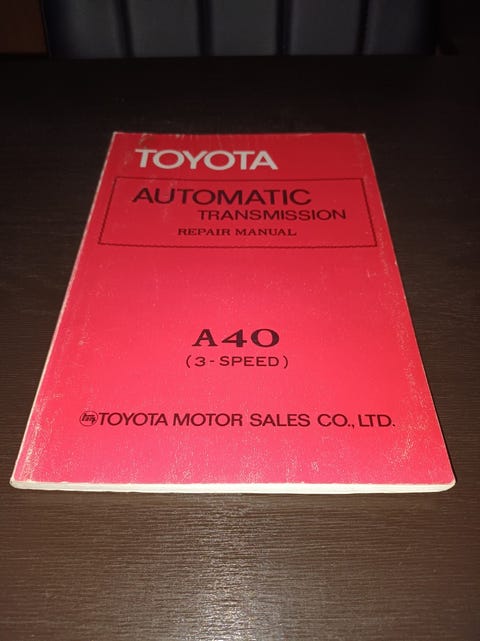 TOYOTA
AUTOMATIC
TRANSMISSION
REPAIR MANUAL
A40
(3-SPEED)
TOYOTA MOTOR SALES CO., LTD.